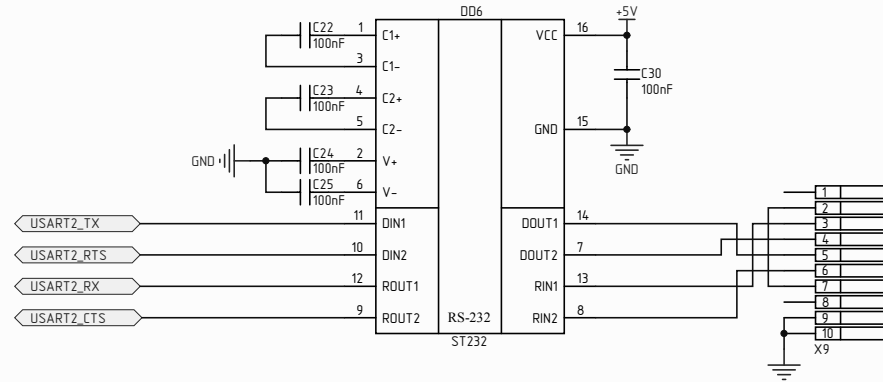 DD6
+5V
C22
100nF
1
C1+
VCC
16
3
C1-
C30
100nF
C23
100nF
4
C2+
5
C2-
GND
15
GND
C24
100nF
2
V+
GND
C25
100nF
6
V-
1
2
USART2_TX
11
DIN1
DOUT1
14
3
4
USART2_RTS
10
DIN2
DOUT2
7
5
6
USART2_RX
12
ROUT1
RIN1
13
7
8
USART2_CTS
9
ROUT2
RS-232
RIN2
8
9
10
ST232
X9